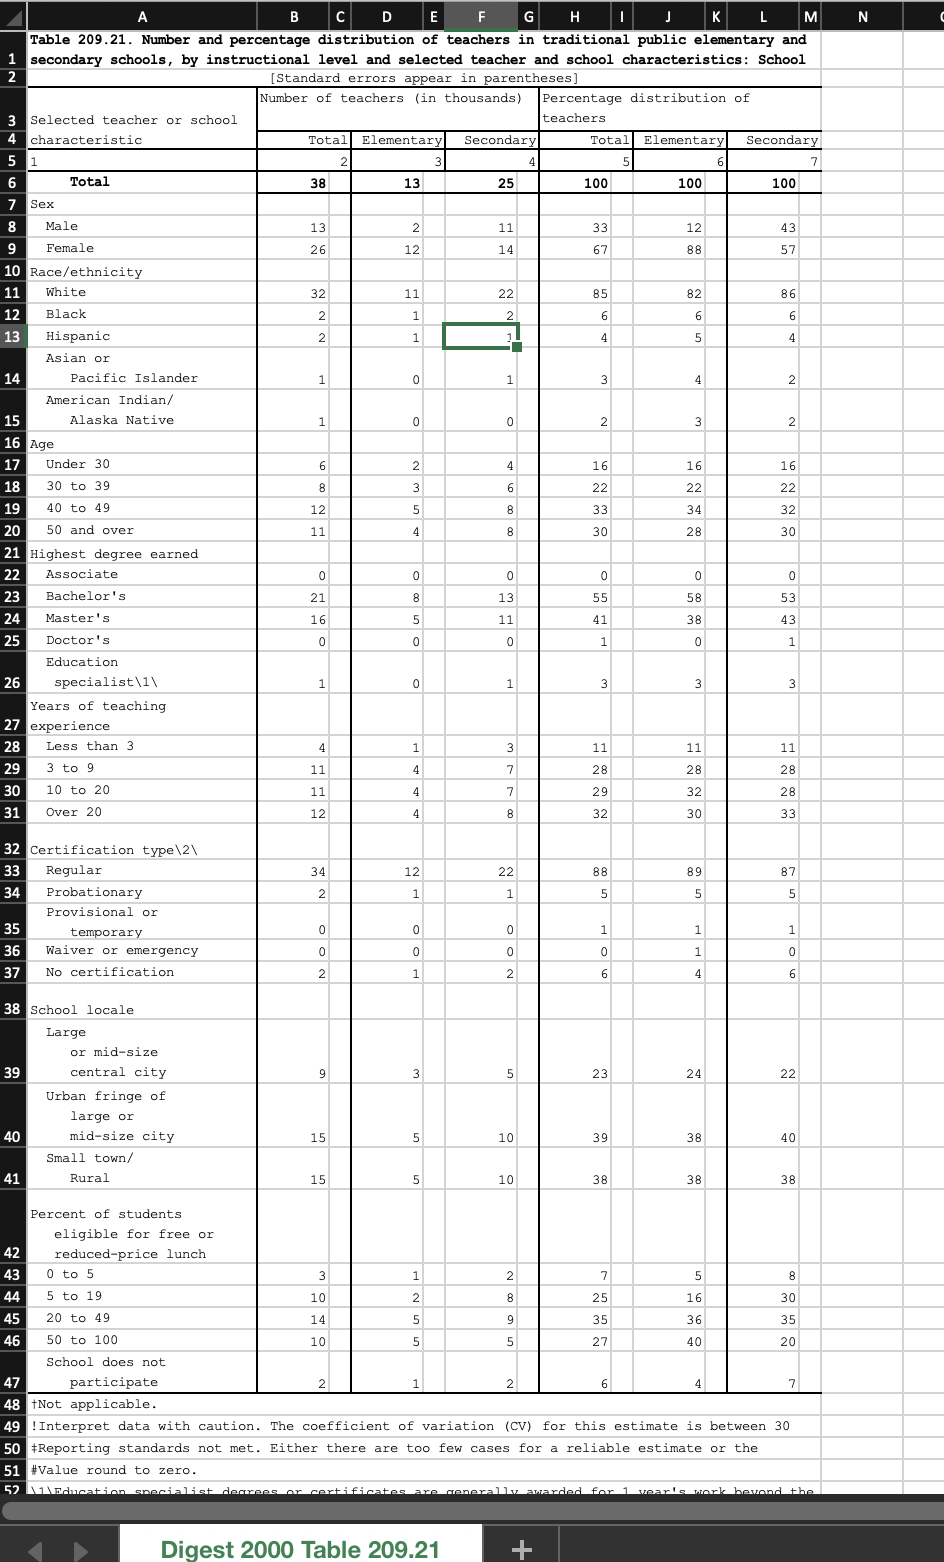 A B C D E F G H I J K L M N
1 Table 209.21. Number and percentage distribution of teachers in traditional public elementary and
secondary schools, by instructional level and selected teacher and school characteristics: School
2 [Standard errors appear in parentheses]
Number of teachers (in thousands) Percentage distribution of
3 Selected teacher or school teachers
4 characteristic Total Elementary Secondary Total Elementary Secondary
5 1 2 3 4 5 6 7
6 Total 38 13 25 100 100 100
7 Sex
8 Male 13 2 11 33 12 43
9 Female 26 12 14 67 88 57
10 Race/ethnicity
11 White 32 11 22 85 82 86
12 Black 2 1 2 6 6 6
13 Hispanic 2 1 1 4 5 4
Asian or
14 Pacific Islander 1 0 1 3 4 2
American Indian/
15 Alaska Native 1 0 0 2 3 2
16 Age
17 Under 30 6 2 4 16 16 16
18 30 to 39 8 3 6 22 22 22
19 40 to 49 12 5 8 33 34 32
20 50 and over 11 4 8 30 28 30
21 Highest degree earned
22 Associate 0 0 0 0 0 0
23 Bachelor's 21 8 13 55 58 53
24 Master's 16 5 11 41 38 43
25 Doctor's 0 0 0 1 0 1
Education
26 specialist\1\ 1 0 1 3 3 3
Years of teaching
27 experience
28 Less than 3 4 1 3 11 11 11
29 3 to 9 11 4 7 28 28 28
30 10 to 20 11 4 7 29 32 28
31 Over 20 12 4 8 32 30 33
32 Certification type\2\
33 Regular 34 12 22 88 89 87
34 Probationary 2 1 1 5 5 5
Provisional or
35 temporary 0 0 0 1 1 1
36 Waiver or emergency 0 0 0 0 1 0
37 No certification 2 1 2 6 4 6
38 School locale
Large
or mid-size
39 central city 9 3 5 23 24 22
Urban fringe of
large or
40 mid-size city 15 5 10 39 38 40
Small town/
41 Rural 15 5 10 38 38 38
Percent of students
eligible for free or
42 reduced-price lunch
43 0 to 5 3 1 2 7 5 8
44 5 to 19 10 2 8 25 16 30
45 20 to 49 14 5 9 35 36 35
46 50 to 100 10 5 5 27 40 20
School does not
47 participate 2 1 2 6 4 7
48 †Not applicable.
49 !Interpret data with caution. The coefficient of variation (CV) for this estimate is between 30
50 ‡Reporting standards not met. Either there are too few cases for a reliable estimate or the
51 #Value round to zero.
52 \1\Education specialist degrees or certificates are generally awarded for 1 year's work beyond the
Digest 2000 Table 209.21 +